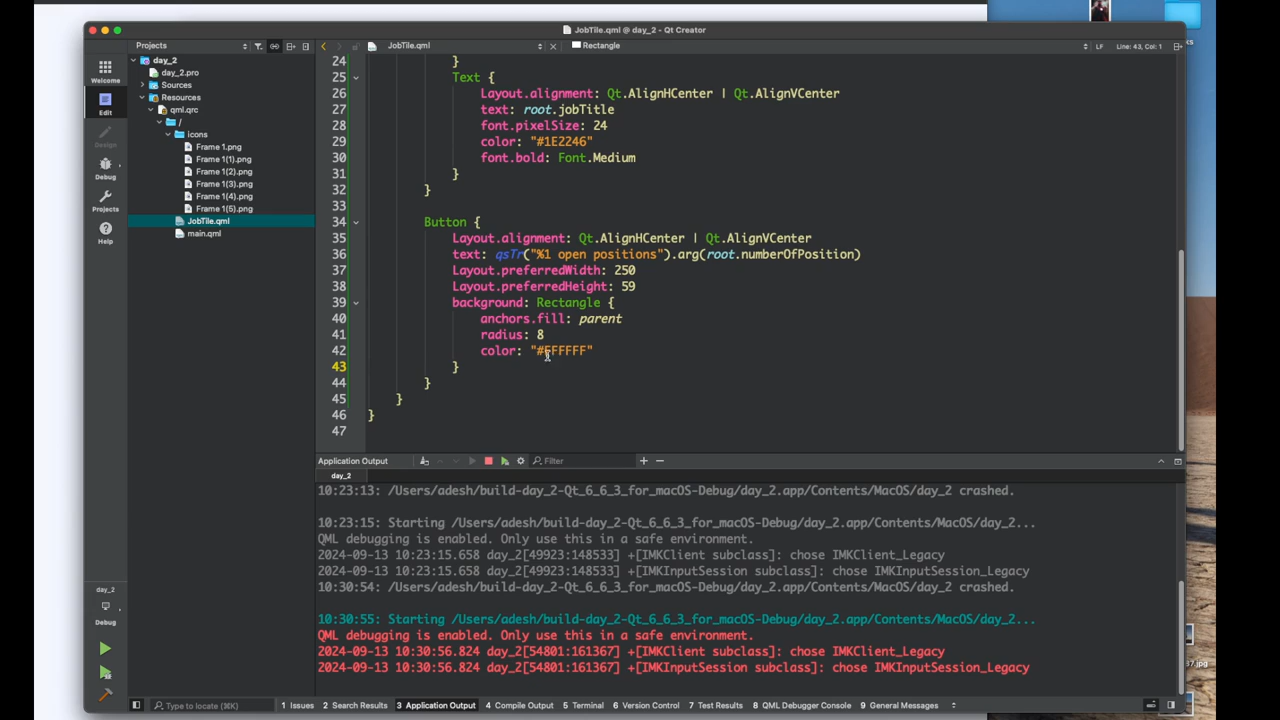 JobTile.qml @ day_2 - Qt Creator
Projects
JobTile.qml
Rectangle
LF
Line: 43, Col: 1
Welcome
Edit
Design
Debug
Projects
Help
day_2
day_2.pro
Sources
Resources
qml.qrc
/
icons
Frame 1.png
Frame 1(1).png
Frame 1(2).png
Frame 1(3).png
Frame 1(4).png
Frame 1(5).png
JobTile.qml
main.qml
24 }
25 Text {
26 Layout.alignment: Qt.AlignHCenter | Qt.AlignVCenter
27 text: root.jobTitle
28 font.pixelSize: 24
29 color: "#1E2246"
30 font.bold: Font.Medium
31 }
32 }
33
34 Button {
35 Layout.alignment: Qt.AlignHCenter | Qt.AlignVCenter
36 text: qsTr("%1 open positions").arg(root.numberOfPosition)
37 Layout.preferredWidth: 250
38 Layout.preferredHeight: 59
39 background: Rectangle {
40 anchors.fill: parent
41 radius: 8
42 color: "#FFFFFF"
43 }
44 }
45 }
46 }
47
Application Output
Filter
day_2
10:23:13: /Users/adesh/build-day_2-Qt_6_6_3_for_macOS-Debug/day_2.app/Contents/MacOS/day_2 crashed.
10:23:15: Starting /Users/adesh/build-day_2-Qt_6_6_3_for_macOS-Debug/day_2.app/Contents/MacOS/day_2...
QML debugging is enabled. Only use this in a safe environment.
2024-09-13 10:23:15.658 day_2[49923:148533] +[IMKClient subclass]: chose IMKClient_Legacy
2024-09-13 10:23:15.658 day_2[49923:148533] +[IMKInputSession subclass]: chose IMKInputSession_Legacy
10:30:54: /Users/adesh/build-day_2-Qt_6_6_3_for_macOS-Debug/day_2.app/Contents/MacOS/day_2 crashed.
10:30:55: Starting /Users/adesh/build-day_2-Qt_6_6_3_for_macOS-Debug/day_2.app/Contents/MacOS/day_2...
QML debugging is enabled. Only use this in a safe environment.
2024-09-13 10:30:56.824 day_2[54801:161367] +[IMKClient subclass]: chose IMKClient_Legacy
2024-09-13 10:30:56.824 day_2[54801:161367] +[IMKInputSession subclass]: chose IMKInputSession_Legacy
day_2
Debug
Type to locate (⌘K)
1 Issues
2 Search Results
3 Application Output
4 Compile Output
5 Terminal
6 Version Control
7 Test Results
8 QML Debugger Console
9 General Messages